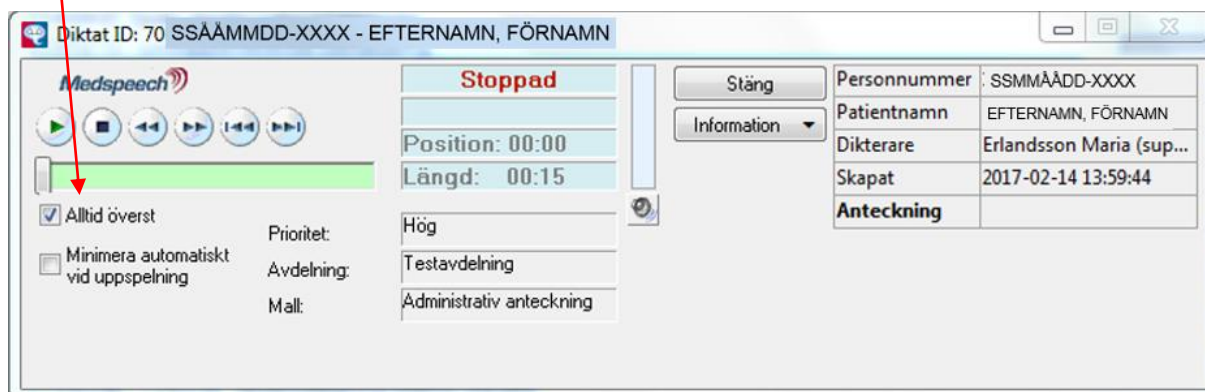 Diktat ID: 70 SSÅÅMMDD-XXXX - EFTERNAMN, FÖRNAMN
Medspeech
Stoppad
Position: 00:00
Längd: 00:15
Alltid överst
Minimera automatiskt
vid uppspelning
Prioritet: Hög
Avdelning: Testavdelning
Mall: Administrativ anteckning
Stäng
Information
Personnummer SSMMÅÅDD-XXXX
Patientnamn EFTERNAMN, FÖRNAMN
Dikterare Erlandsson Maria (sup...
Skapat 2017-02-14 13:59:44
Anteckning